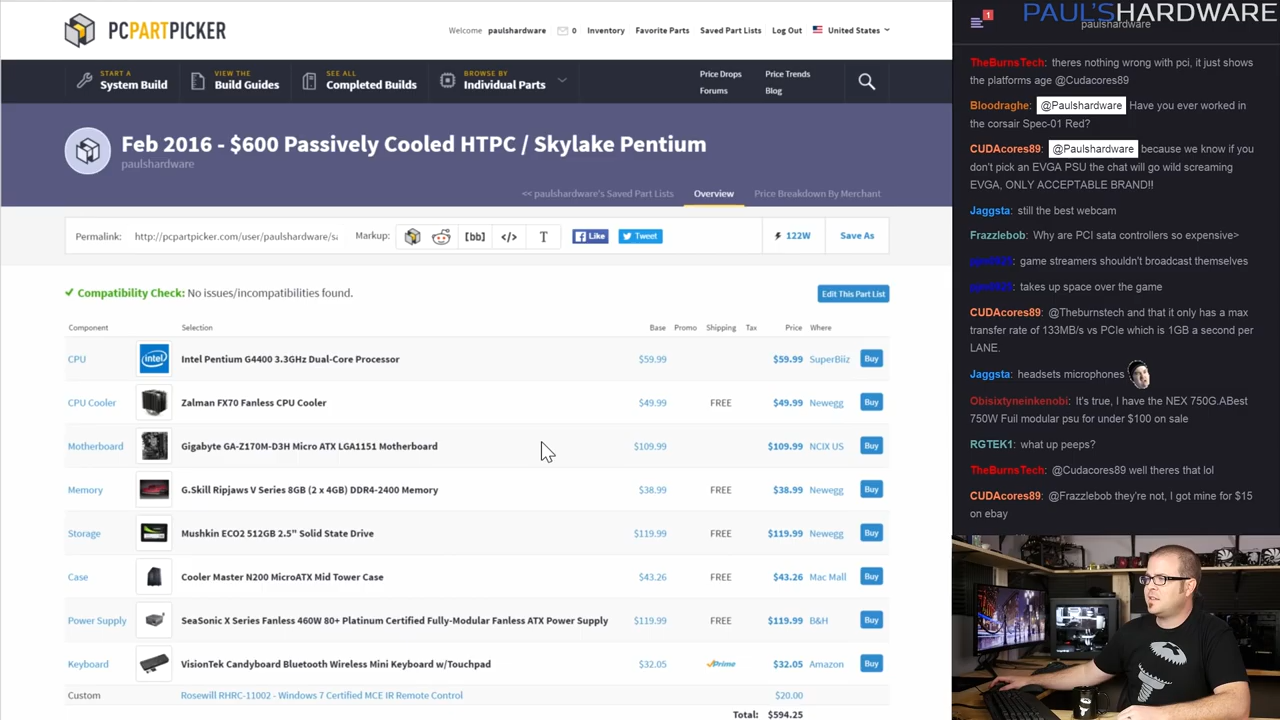 PCPARTPICKER
Welcome paulshardware 0 Inventory Favorite Parts Saved Part Lists Log Out United States
START A
System Build
VIEW THE
Build Guides
SEE ALL
Completed Builds
BROWSE BY
Individual Parts
Price Drops Price Trends
Forums Blog
Feb 2016 - $600 Passively Cooled HTPC / Skylake Pentium
paulshardware
<< paulshardware's Saved Part Lists Overview Price Breakdown By Merchant
Permalink: http://pcpartpicker.com/user/paulshardware/sa Markup: [bb] </> T Like Tweet 122W Save As
Compatibility Check: No issues/incompatibilities found. Edit This Part List
Component Selection Base Promo Shipping Tax Price Where
CPU intel Intel Pentium G4400 3.3GHz Dual-Core Processor $59.99 $59.99 SuperBiiz Buy
CPU Cooler Zalman FX70 Fanless CPU Cooler $49.99 FREE $49.99 Newegg Buy
Motherboard Gigabyte GA-Z170M-D3H Micro ATX LGA1151 Motherboard $109.99 $109.99 NCIX US Buy
Memory G.Skill Ripjaws V Series 8GB (2 x 4GB) DDR4-2400 Memory $38.99 FREE $38.99 Newegg Buy
Storage Mushkin ECO2 512GB 2.5" Solid State Drive $119.99 FREE $119.99 Newegg Buy
Case Cooler Master N200 MicroATX Mid Tower Case $43.26 FREE $43.26 Mac Mall Buy
Power Supply SeaSonic X Series Fanless 460W 80+ Platinum Certified Fully-Modular Fanless ATX Power Supply $119.99 FREE $119.99 B&H Buy
Keyboard VisionTek Candyboard Bluetooth Wireless Mini Keyboard w/Touchpad $32.05 Prime $32.05 Amazon Buy
Custom Rosewill RHRC-11002 - Windows 7 Certified MCE IR Remote Control $20.00
Total: $594.25
1 PAUL'SHARDWARE
paulshardware
TheBurnsTech: theres nothing wrong with pci, it just shows
the platforms age @Cudacores89
Bloodraghe: @Paulshardware Have you ever worked in
the corsair Spec-01 Red?
CUDAcores89: @Paulshardware because we know if you
don't pick an EVGA PSU the chat will go wild screaming
EVGA, ONLY ACCEPTABLE BRAND!!
Jaggsta: still the best webcam
Frazzlebob: Why are PCI sata controllers so expensive>
game streamers shouldn't broadcast themselves
takes up space over the game
CUDAcores89: @Theburnstech and that it only has a max
transfer rate of 133MB/s vs PCIe which is 1GB a second per
LANE.
Jaggsta: headsets microphones
Obisixtyneinkenobi: It's true, I have the NEX 750G.ABest
750W Fuil modular psu for under $100 on sale
RGTEK1: what up peeps?
TheBurnsTech: @Cudacores89 well theres that lol
CUDAcores89: @Frazzlebob they're not, I got mine for $15
on ebay